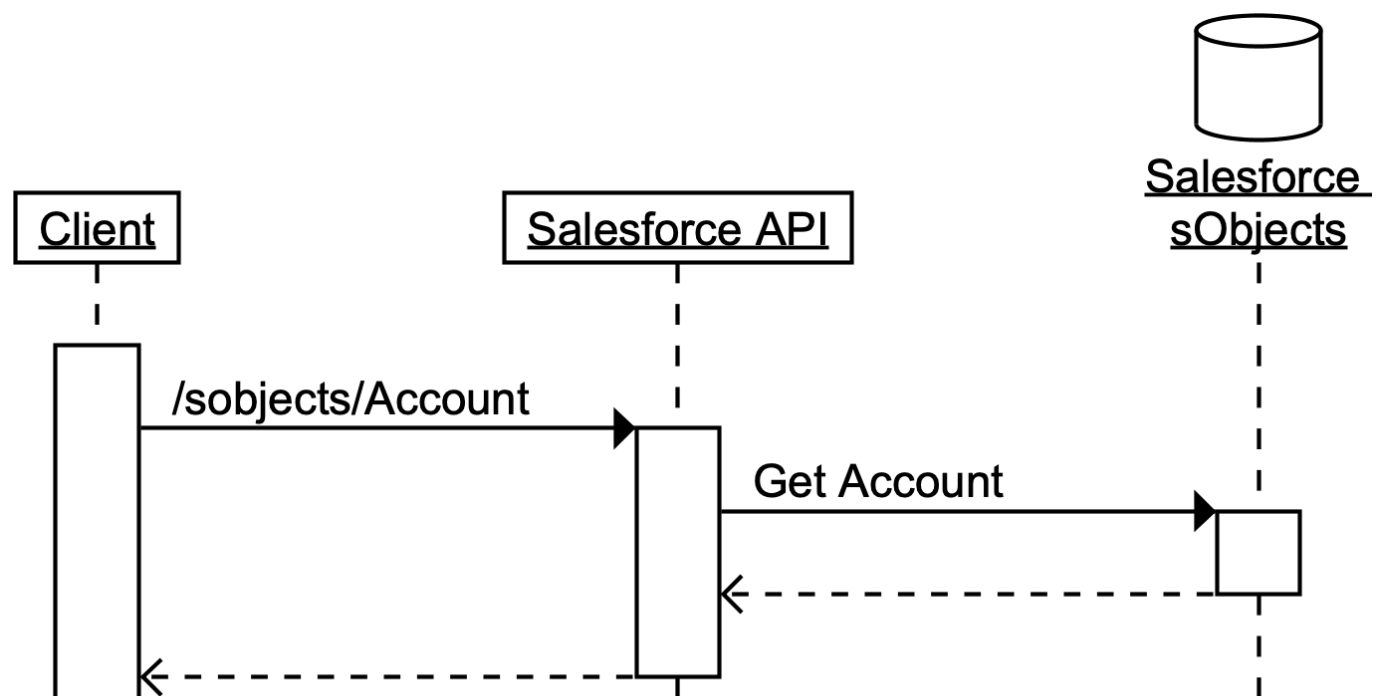 Salesforce
sObjects
Client
Salesforce API
/sobjects/Account
Get Account